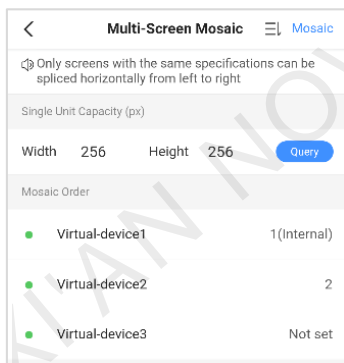 Multi-Screen Mosaic
Mosaic
Only screens with the same specifications can be
spliced horizontally from left to right
Single Unit Capacity (px)
Width 256 Height 256 Query
Mosaic Order
Virtual-device1 1(Internal)
Virtual-device2 2
Virtual-device3 Not set